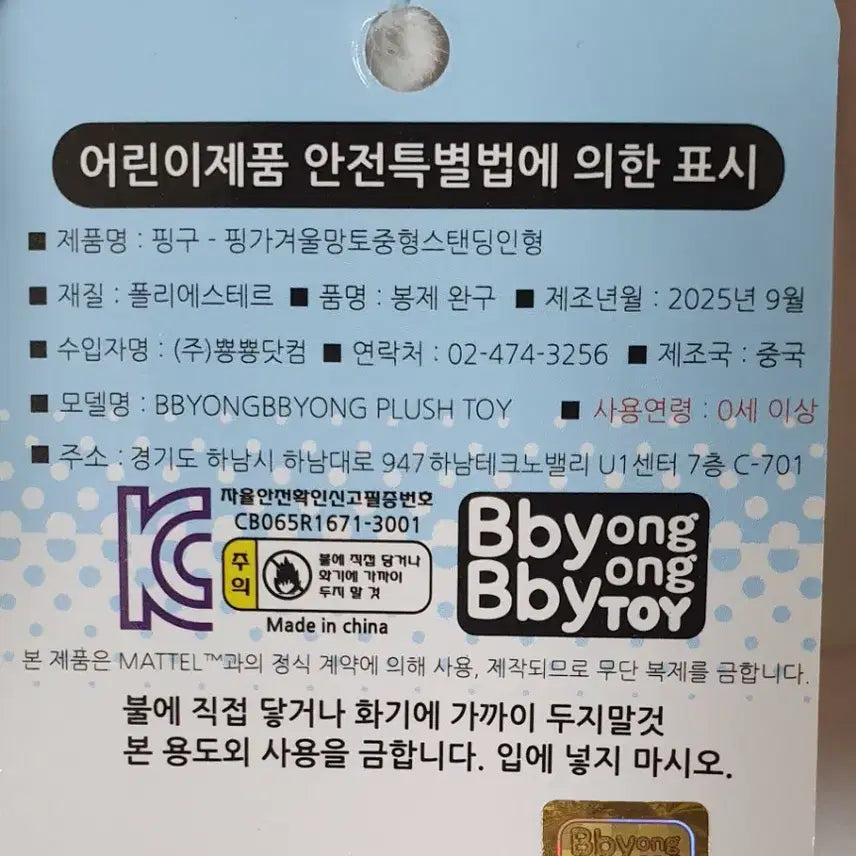 어린이제품 안전특별법에 의한 표시
■ 제품명 : 핑구 - 핑가겨울망토중형스탠딩인형
■ 재질 : 폴리에스테르 ■ 품명 : 봉제 완구 ■ 제조년월 : 2025년 9월
■ 수입자명 : (주)뿅뿅닷컴 ■ 연락처 : 02-474-3256 ■ 제조국 : 중국
■ 모델명 : BBYONGBBYONG PLUSH TOY ■ 사용연령 : 0세 이상
■ 주소 : 경기도 하남시 하남대로 947하남테크노밸리 U1센터 7층 C-701
KC
자율안전확인신고필증번호
CB065R1671-3001
주의
불에 직접 닿거나
화기에 가까이
두지 말 것
Made in china
Bbyong
Bbyong
TOY
본 제품은 MATTEL™과의 정식 계약에 의해 사용, 제작되므로 무단 복제를 금합니다.
불에 직접 닿거나 화기에 가까이 두지말것
본 용도외 사용을 금합니다. 입에 넣지 마시오.
Bbyong